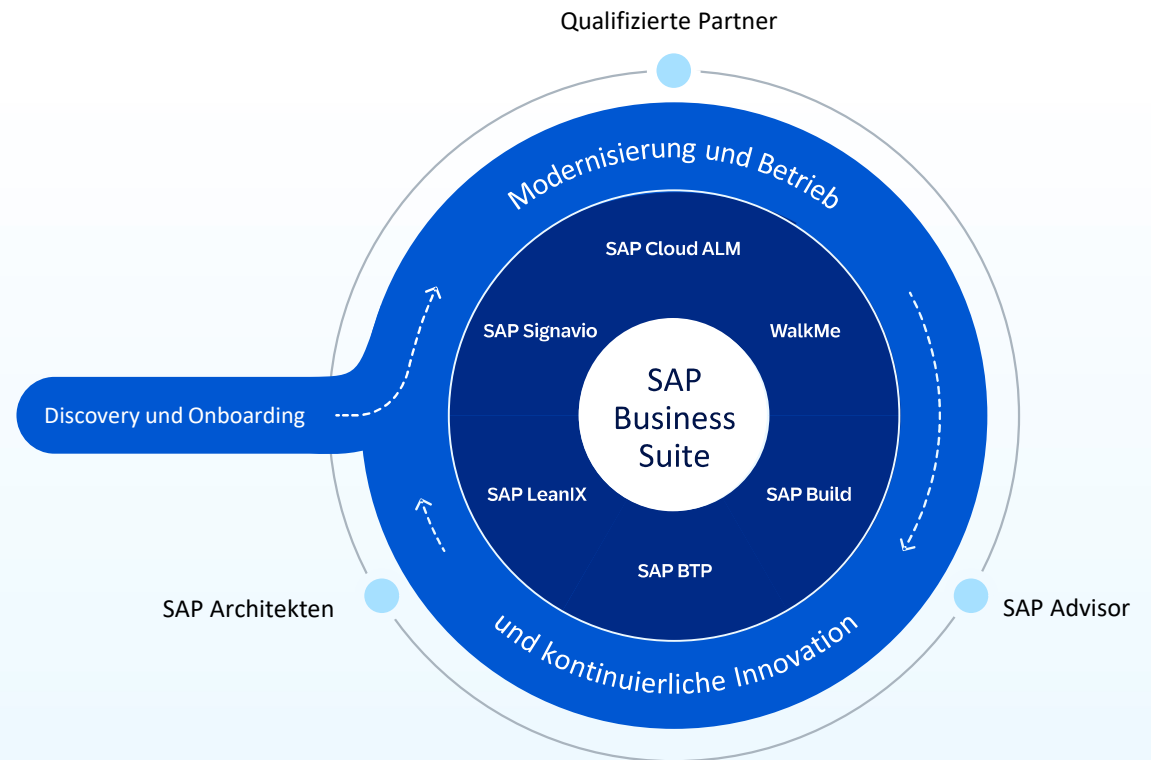 Qualifizierte Partner
Modernisierung und Betrieb
SAP Cloud ALM
SAP Signavio
WalkMe
SAP
Business
Suite
Discovery und Onboarding
SAP LeanIX
SAP Build
SAP BTP
SAP Architekten
SAP Advisor
und kontinuierliche Innovation